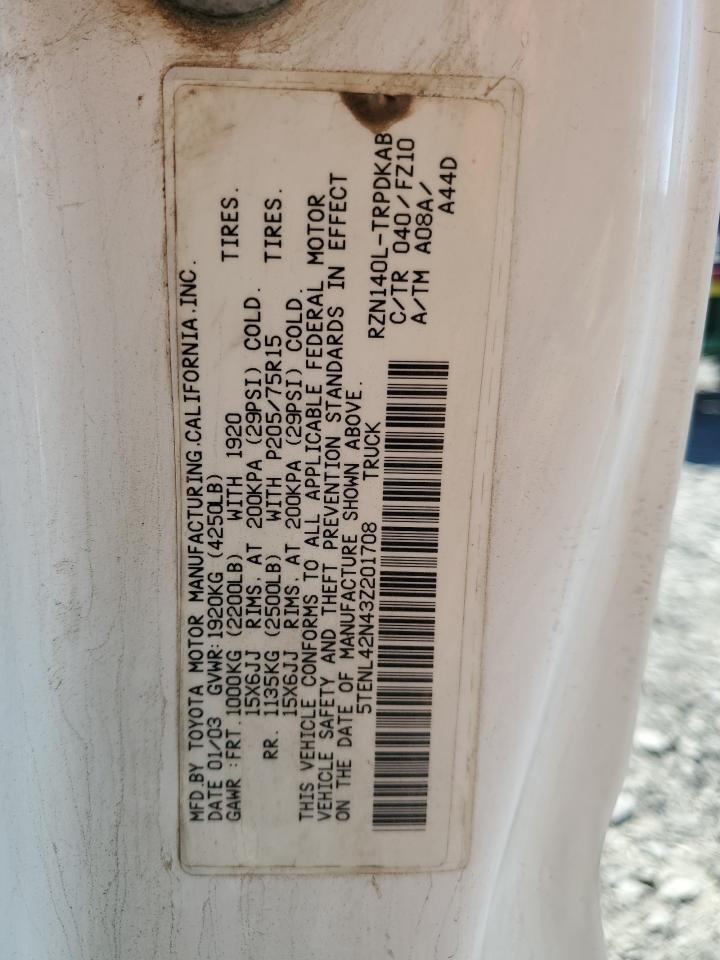 MFD.BY TOYOTA MOTOR MANUFACTURING.CALIFORNIA.INC.
DATE 01/03 GVWR:1920KG (4250LB)
GAWR :FRT.1000KG (2200LB) WITH 1920 TIRES.
15X6JJ RIMS. AT 200KPA (29PSI) COLD.
RR. 1135KG (2500LB) WITH P205/75R15 TIRES.
15X6JJ RIMS. AT 200KPA (29PSI) COLD.
THIS VEHICLE CONFORMS TO ALL APPLICABLE FEDERAL MOTOR
VEHICLE SAFETY AND THEFT PREVENTION STANDARDS IN EFFECT
ON THE DATE OF MANUFACTURE SHOWN ABOVE.
5TENL42N43Z201708 TRUCK
RZN140L-TRPDKAB
C/TR 040/FZ10
A/TM A08A/
A44D